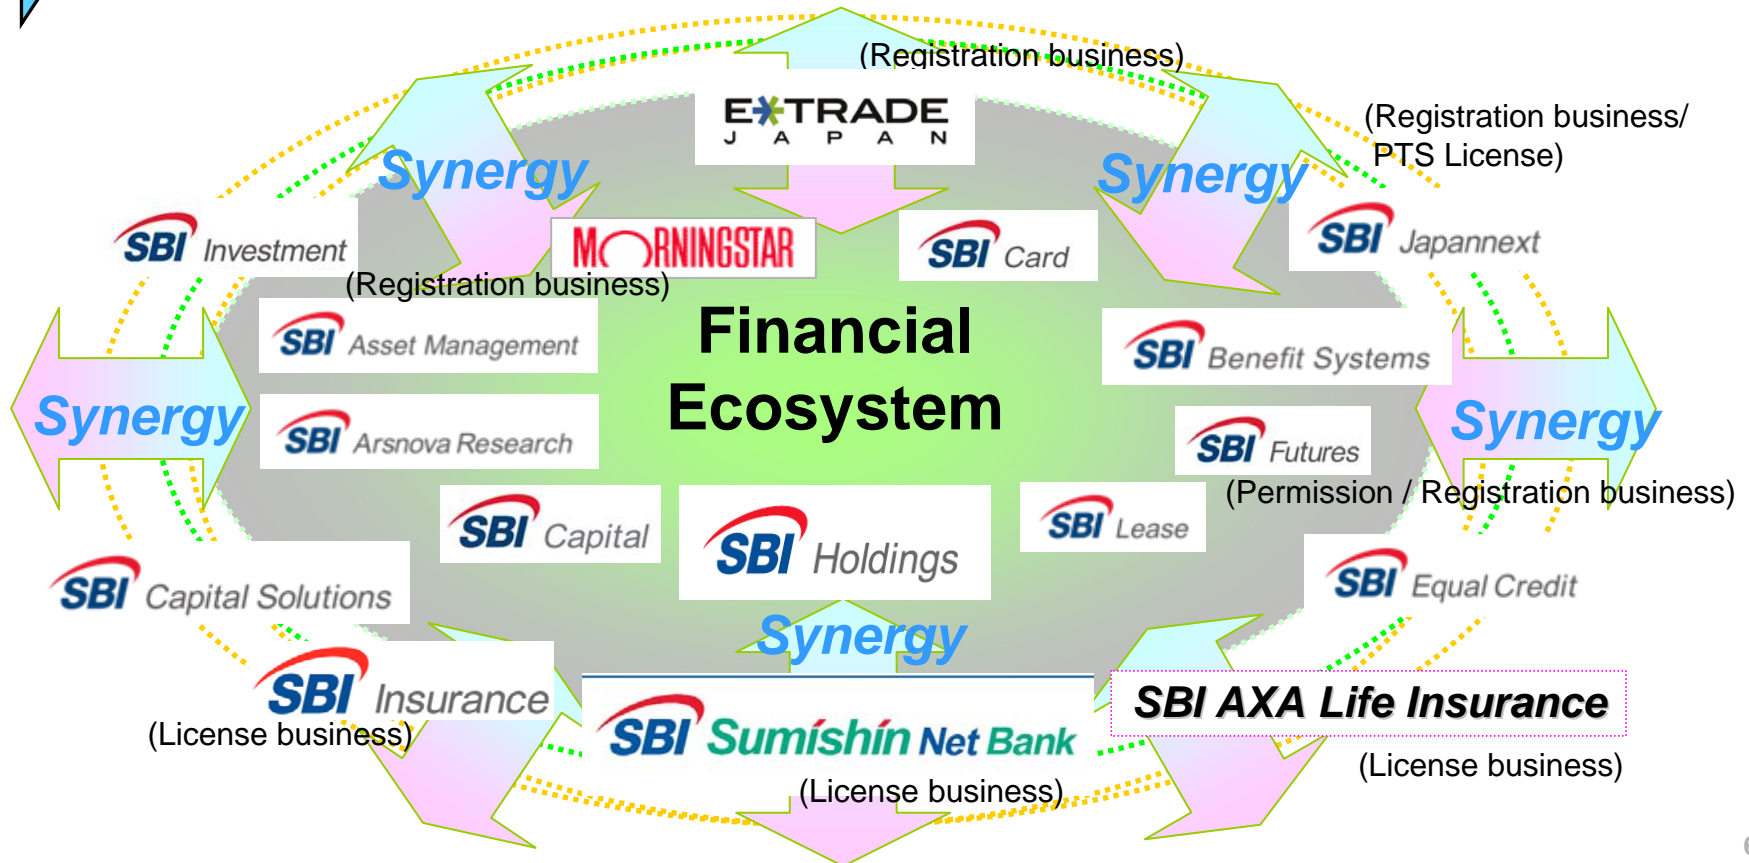 (Registration business)
E*TRADE
JAPAN
(Registration business/
PTS License)
Synergy
Synergy
SBI Investment
MORNINGSTAR
SBI Card
SBI Japannext
(Registration business)
Financial
Ecosystem
SBI Asset Management
SBI Benefit Systems
Synergy
Synergy
SBI Arsnova Research
SBI Futures
(Permission / Registration business)
SBI Capital
SBI Holdings
SBI Lease
SBI Capital Solutions
SBI Equal Credit
Synergy
SBI Insurance
(License business)
SBI Sumíshín Net Bank
(License business)
SBI AXA Life Insurance
(License business)